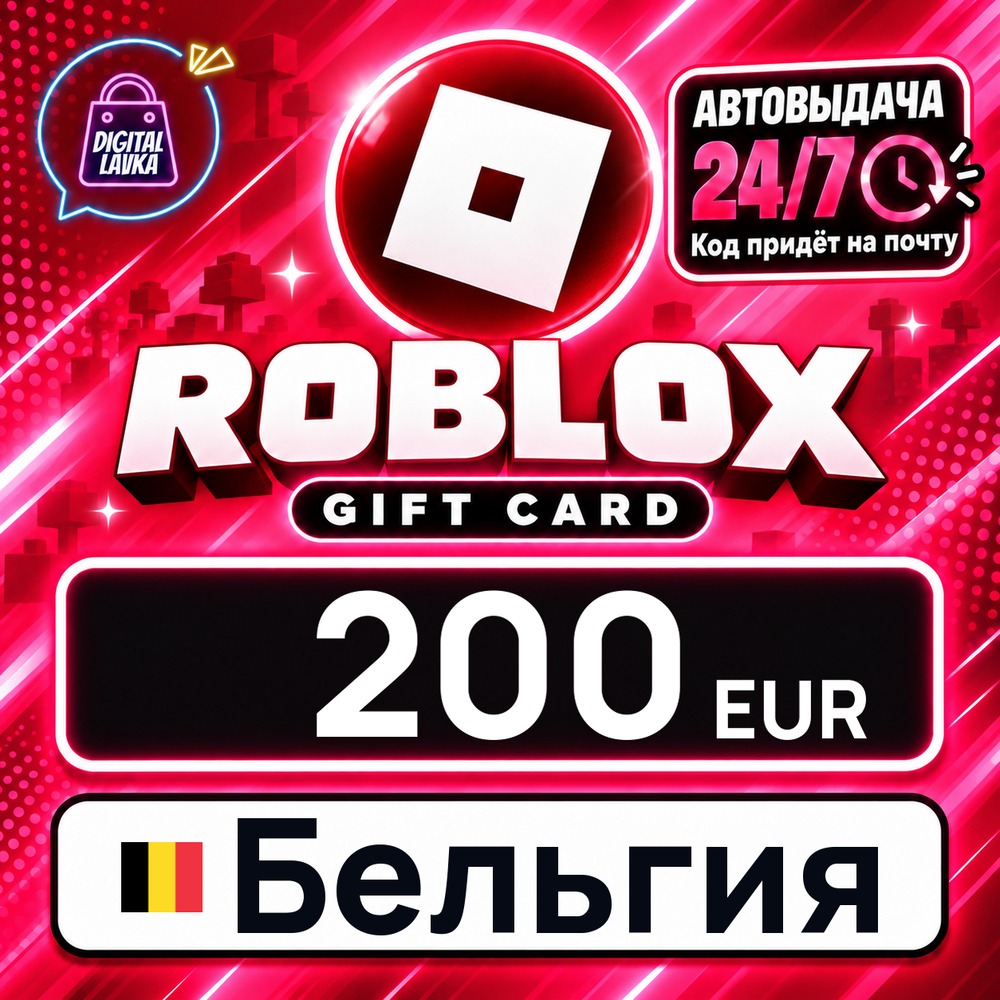 DIGITAL
LAVKA
АВТОВЫДАЧА
24/7
Код придёт на почту
ROBLOX
GIFT CARD
200 EUR
Бельгия